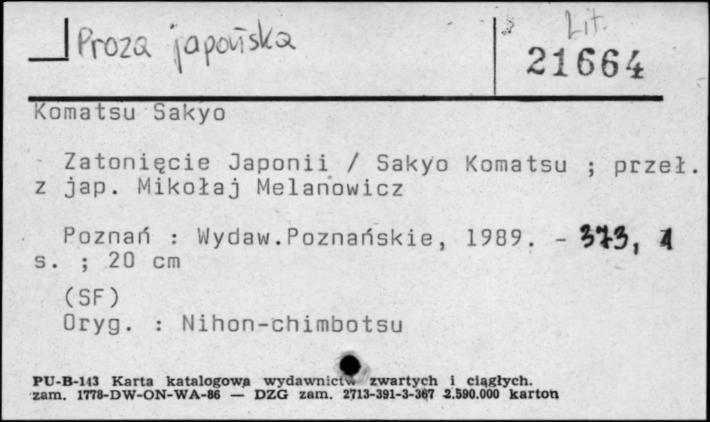 Proza japońska
Lit.
21664
Komatsu Sakyo
Zatonięcie Japonii / Sakyo Komatsu ; przeł.
z jap. Mikołaj Melanowicz
Poznań : Wydaw.Poznańskie, 1989. - 373, 1
s. ; 20 cm
(SF)
Oryg. : Nihon-chimbotsu
PU-B-143 Karta katalogowa wydawnictw zwartych i ciągłych.
zam. 1778-DW-ON-WA-86 — DZG zam. 2713-391-3-367 2.590.000 karton